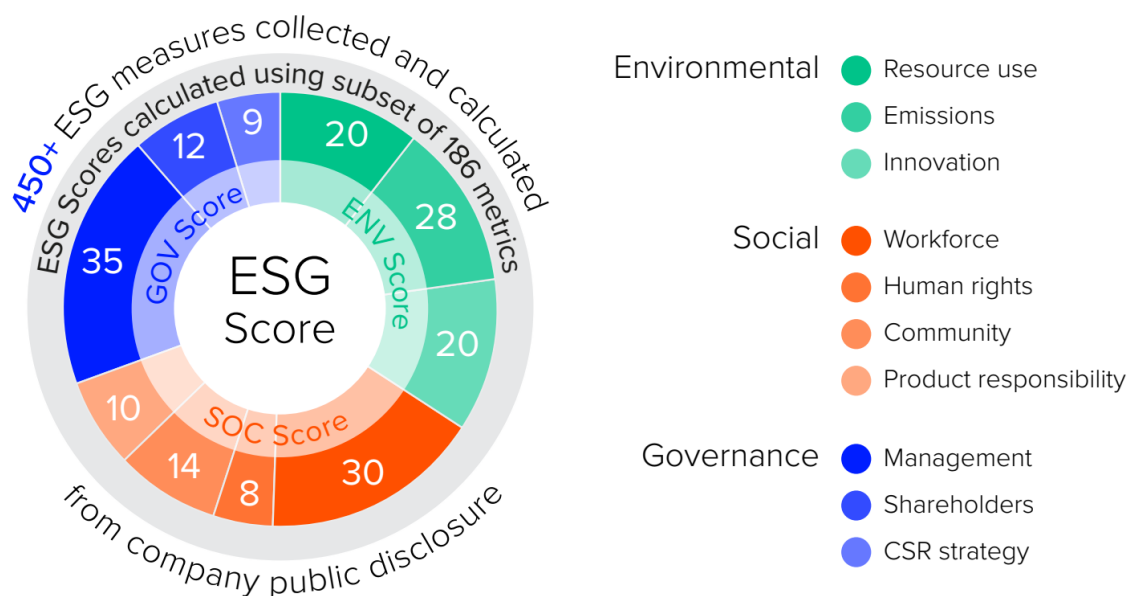 450+ ESG measures collected and calculated
ESG Scores calculated using subset of 186 metrics
12
9
20
28
20
30
8
14
10
35
GOV Score
ENV Score
SOC Score
ESG
Score
from company public disclosure
Environmental
Resource use
Emissions
Innovation
Social
Workforce
Human rights
Community
Product responsibility
Governance
Management
Shareholders
CSR strategy